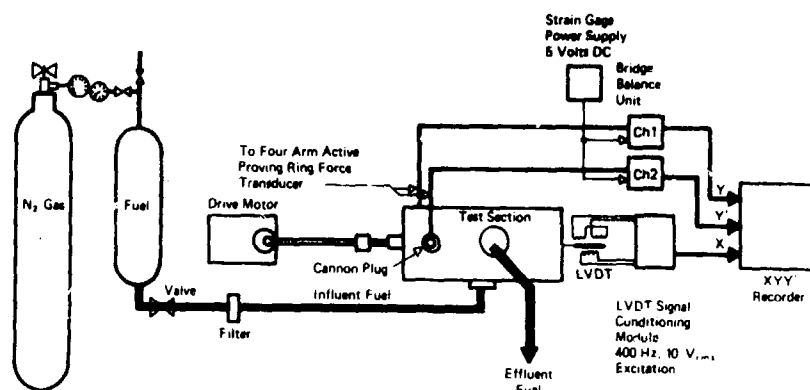 Strain Gage
Power Supply
5 Volts DC
Bridge
Balance
Unit
Ch1
Ch2
To Four Arm Active
Proving Ring Force
Transducer
N₂ Gas
Fuel
Drive Motor
Test Section
Cannon Plug
Y
Y'
X
XYY'
Recorder
LVDT
Valve
Filter
Influent Fuel
LVDT Signal
Conditioning
Module
400 Hz, 10 Vrms
Excitation
Effluent
Fuel